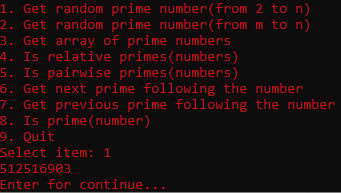 1. Get random prime number(from 2 to n)
2. Get random prime number(from m to n)
3. Get array of prime numbers
4. Is relative primes(numbers)
5. Is pairwise primes(numbers)
6. Get next prime following the number
7. Get previous prime following the number
8. Is prime(number)
9. Quit
Select item: 1
512516903
Enter for continue...